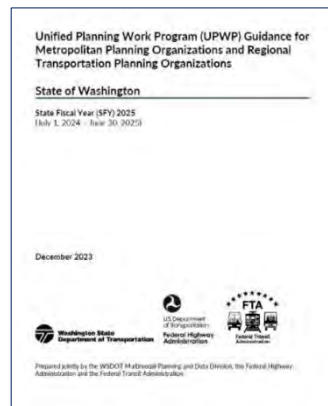 Unified Planning Work Program (UPWP) Guidance for
Metropolitan Planning Organizations and Regional
Transportation Planning Organizations
State of Washington
State Fiscal Year (SFY) 2025
(July 1, 2024 - June 30, 2025)
December 2023
Washington State
Department of Transportation
US Department
of Transportation
Federal Highway
Administration
FTA
Federal Transit
Administration
Prepared jointly by the WSDOT Multimodal Planning and Data Division, the Federal Highway
Administration and the Federal Transit Administration.